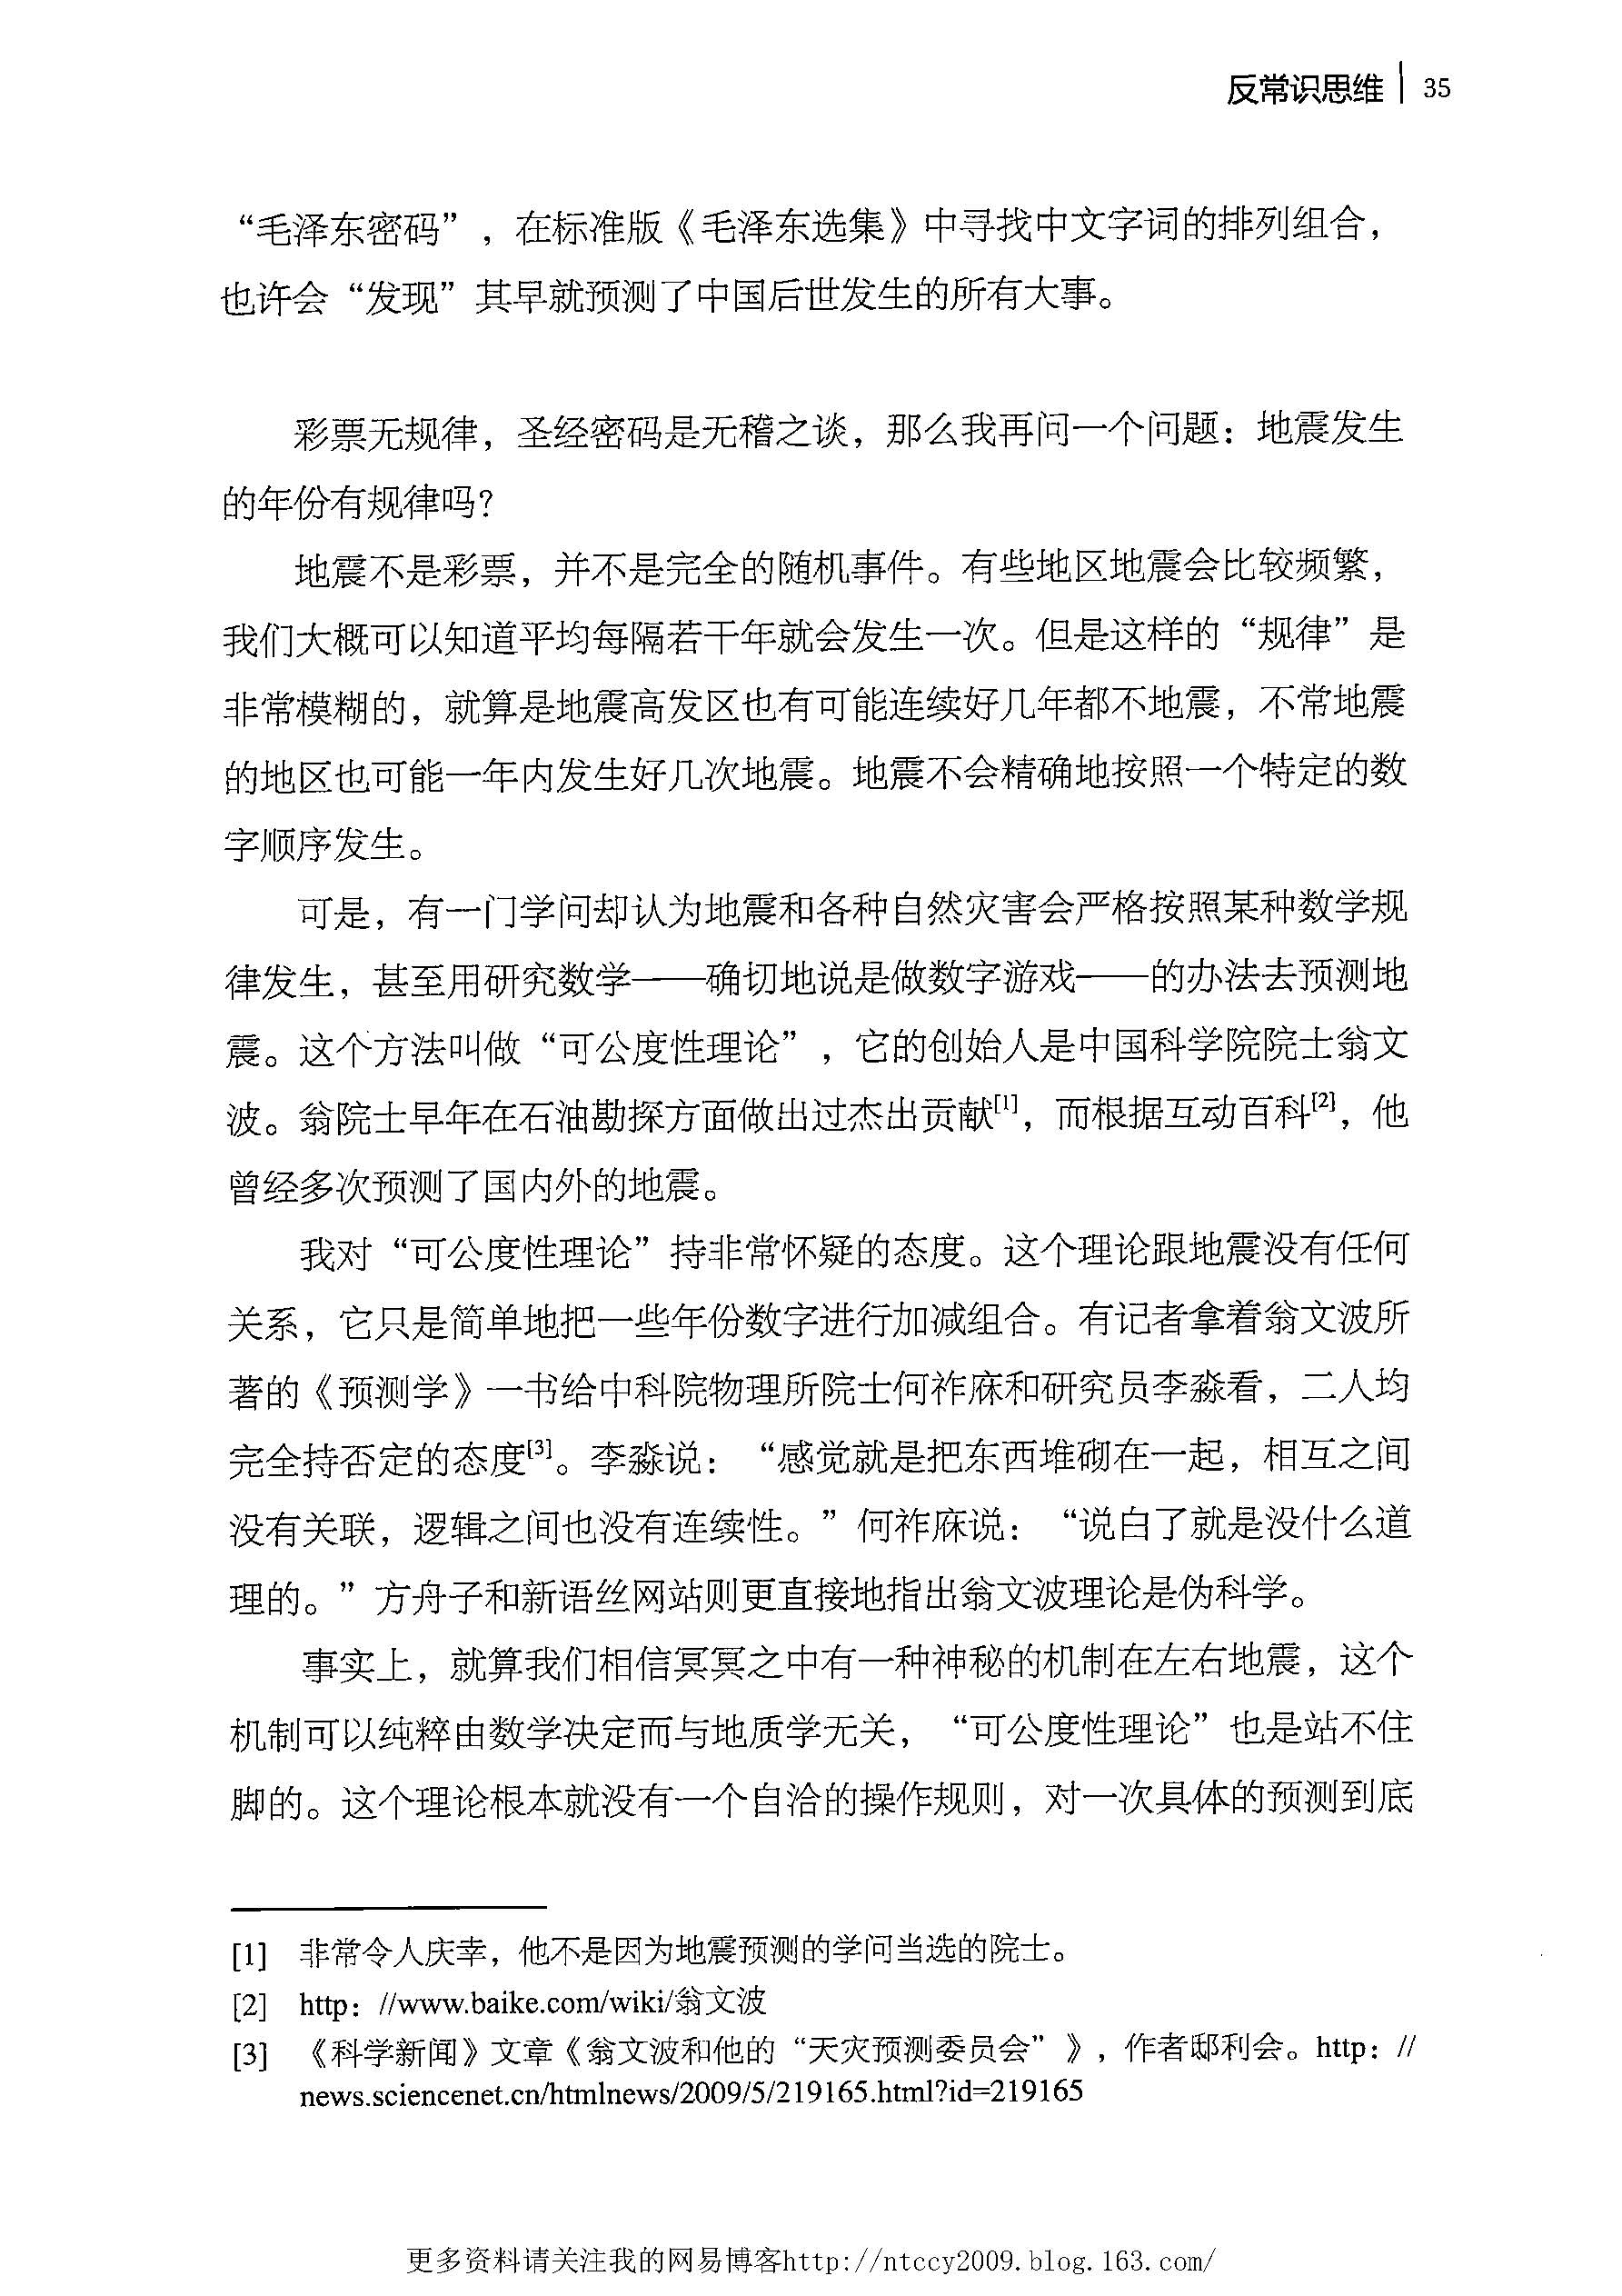 反常识思维 | 35
“毛泽东密码”，在标准版《毛泽东选集》中寻找中文字词的排列组合，
也许会“发现”其早就预测了中国后世发生的所有大事。
彩票无规律，圣经密码是无稽之谈，那么我再问一个问题：地震发生
的年份有规律吗？
地震不是彩票，并不是完全的随机事件。有些地区地震会比较频繁，
我们大概可以知道平均每隔若干年就会发生一次。但是这样的“规律”是
非常模糊的，就算是地震高发区也有可能连续好几年都不地震，不常地震
的地区也可能一年内发生好几次地震。地震不会精确地按照一个特定的数
字顺序发生。
可是，有一门学问却认为地震和各种自然灾害会严格按照某种数学规
律发生，甚至用研究数学——确切地说是做数字游戏——的办法去预测地
震。这个方法叫做“可公度性理论”，它的创始人是中国科学院院士翁文
波。翁院士早年在石油勘探方面做出过杰出贡献[1]，而根据互动百科[2]，他
曾经多次预测了国内外的地震。
我对“可公度性理论”持非常怀疑的态度。这个理论跟地震没有任何
关系，它只是简单地把一些年份数字进行加减组合。有记者拿着翁文波所
著的《预测学》一书给中科院物理所院士何祚庥和研究员李淼看，二人均
完全持否定的态度[3]。李淼说：“感觉就是把东西堆砌在一起，相互之间
没有关联，逻辑之间也没有连续性。”何祚庥说：“说白了就是没什么道
理的。”方舟子和新语丝网站则更直接地指出翁文波理论是伪科学。
事实上，就算我们相信冥冥之中有一种神秘的机制在左右地震，这个
机制可以纯粹由数学决定而与地质学无关，“可公度性理论”也是站不住
脚的。这个理论根本就没有一个自洽的操作规则，对一次具体的预测到底
[1] 非常令人庆幸，他不是因为地震预测的学问当选的院士。
[2] http：//www.baike.com/wiki/翁文波
[3] 《科学新闻》文章《翁文波和他的“天灾预测委员会”》，作者邸利会。http：//
news.sciencenet.cn/htmlnews/2009/5/219165.html?id=219165
更多资料请关注我的网易博客http://ntccy2009.blog.163.com/